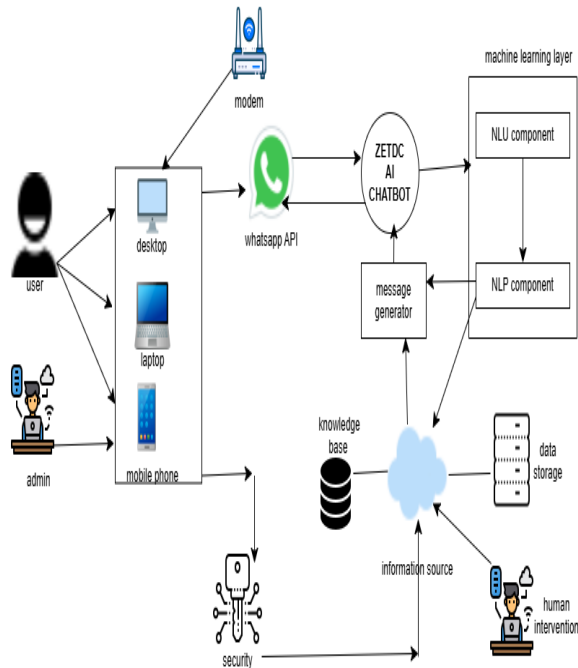 machine learning layer
modem
NLU component
ZETDC
AI
CHATBOT
desktop
whatsapp API
user
message
generator
NLP component
laptop
knowledge
base
mobile phone
admin
data
storage
information source
human
intervention
security